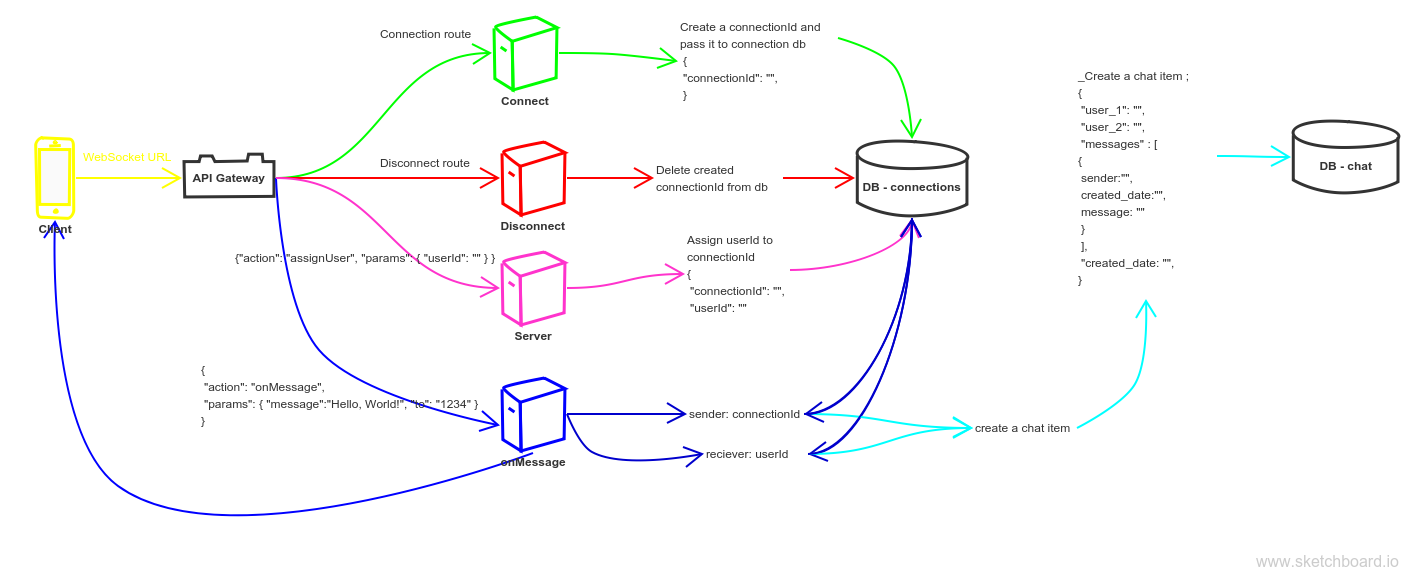 Connection route
Connect
Create a connectionId and
pass it to connection db
{
"connectionId": "",
}
WebSocket URL
Client
API Gateway
Disconnect route
Disconnect
Delete created
connectionId from db
DB - connections
{"action": "assignUser", "params": { "userId": "" } }
Server
Assign userId to
connectionId
{
"connectionId": "",
"userId": ""
{
"action": "onMessage",
"params": { "message":"Hello, World!", "to": "1234" }
}
onMessage
sender: connectionId
reciever: userId
create a chat item
_Create a chat item ;
{
"user_1": "",
"user_2": "",
"messages" : [
{
sender:"",
created_date:"",
message: ""
}
],
"created_date: "",
}
DB - chat
www.sketchboard.io